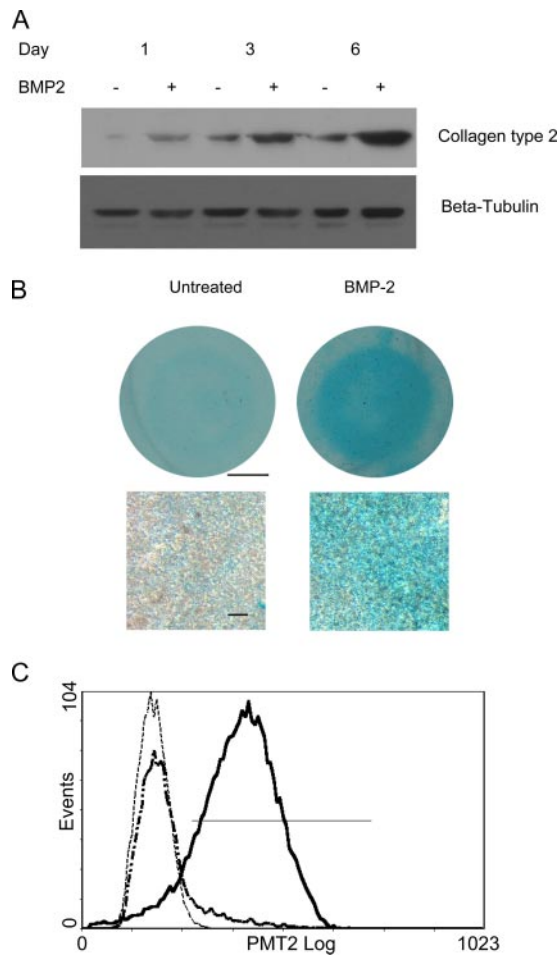 A
Day 1 3 6
BMP2 - + - + - +
Collagen type 2
Beta-Tubulin
B
Untreated BMP-2
C
104
Events
0
0 PMT2 Log 1023